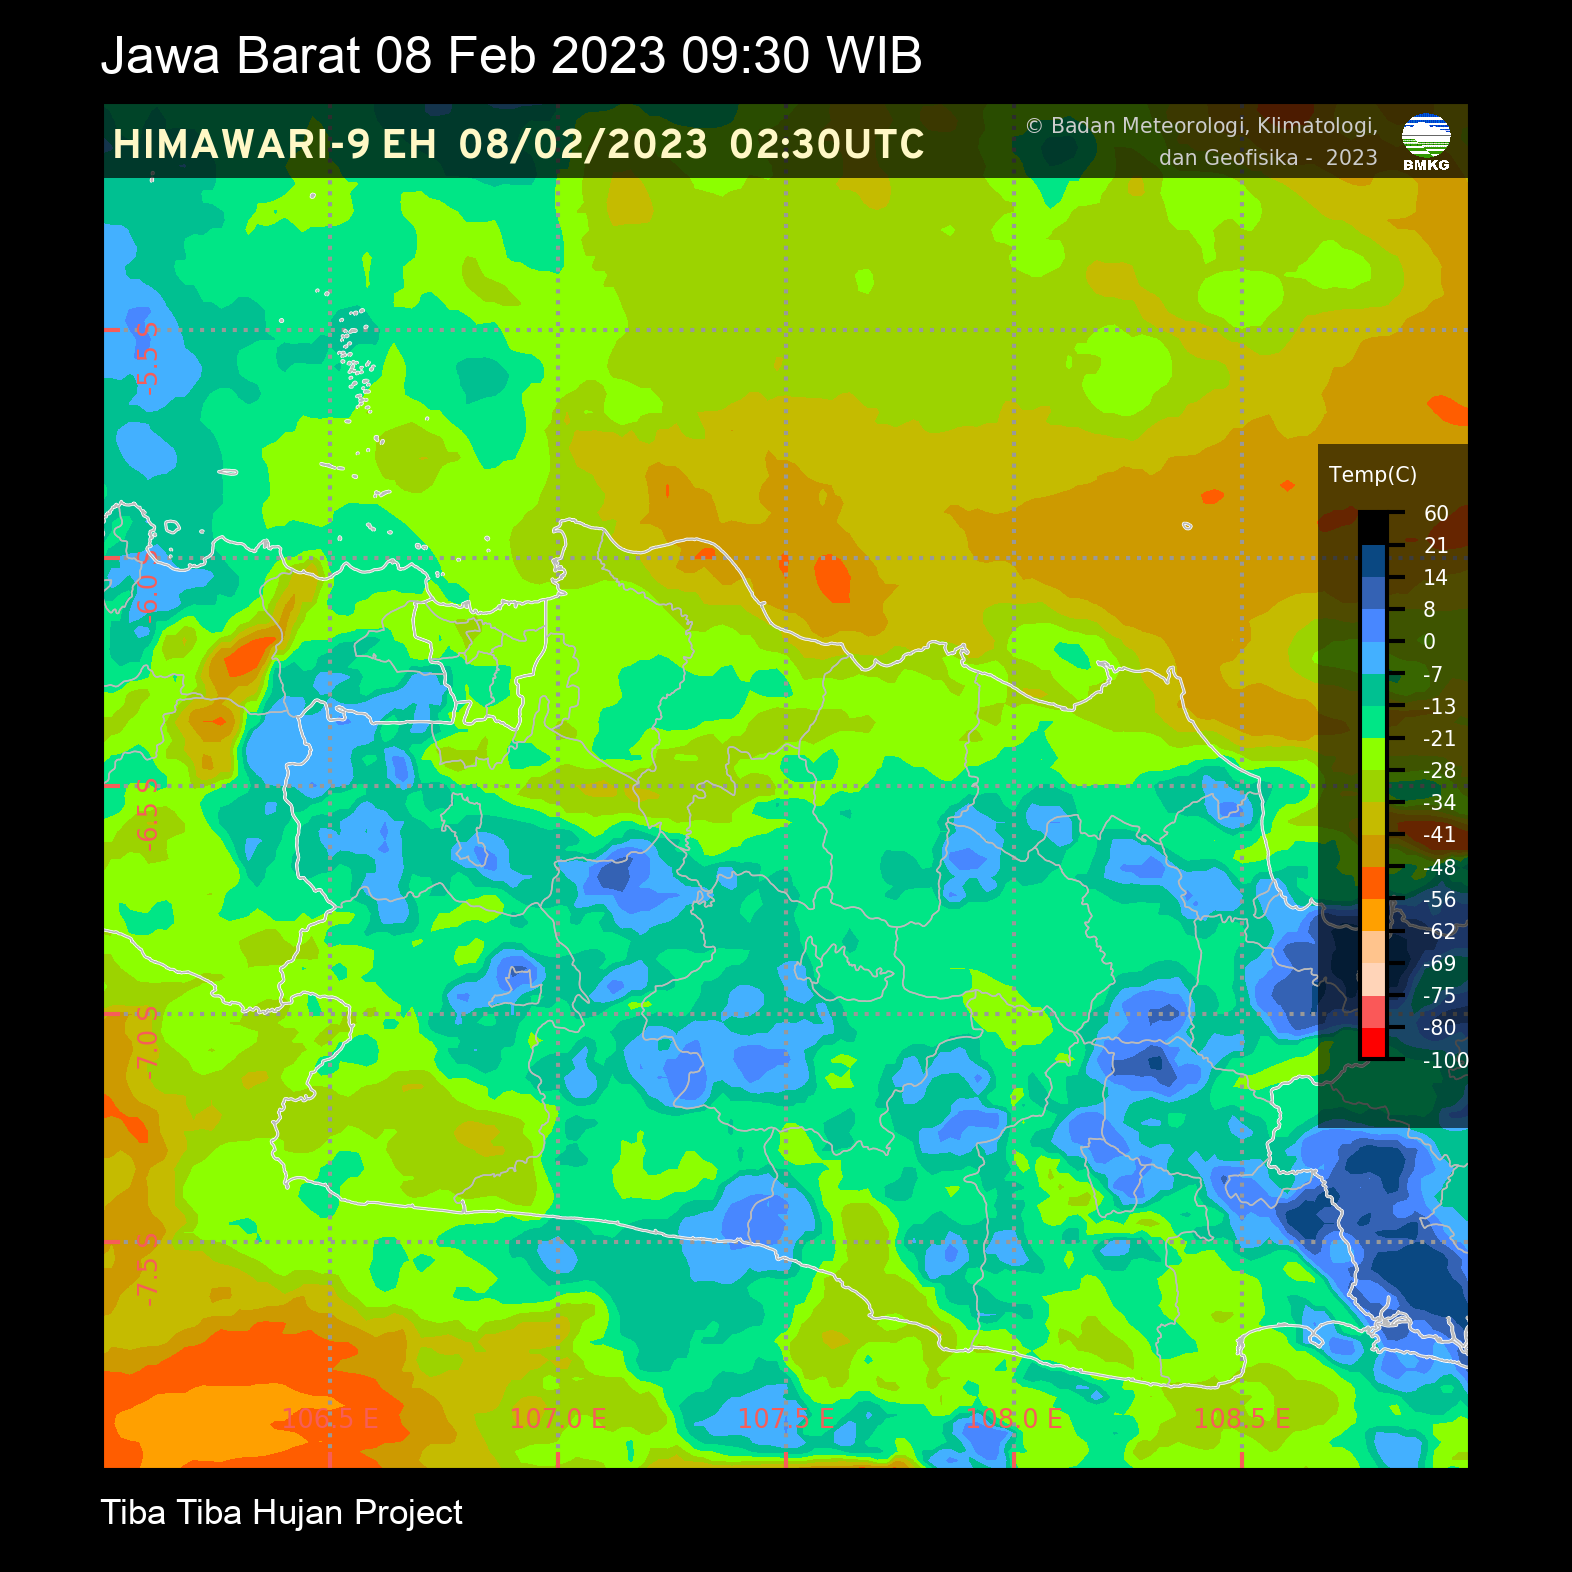 Jawa Barat 08 Feb 2023 09:30 WIB
HIMAWARI-9 EH 08/02/2023 02:30UTC
© Badan Meteorologi, Klimatologi,
dan Geofisika - 2023
BMKG
-5.5 S
-6.0 S
-6.5 S
-7.0 S
-7.5 S
Temp(C)
60
21
14
8
0
-7
-13
-21
-28
-34
-41
-48
-56
-62
-69
-75
-80
-100
106.5 E
107.0 E
107.5 E
108.0 E
108.5 E
Tiba Tiba Hujan Project